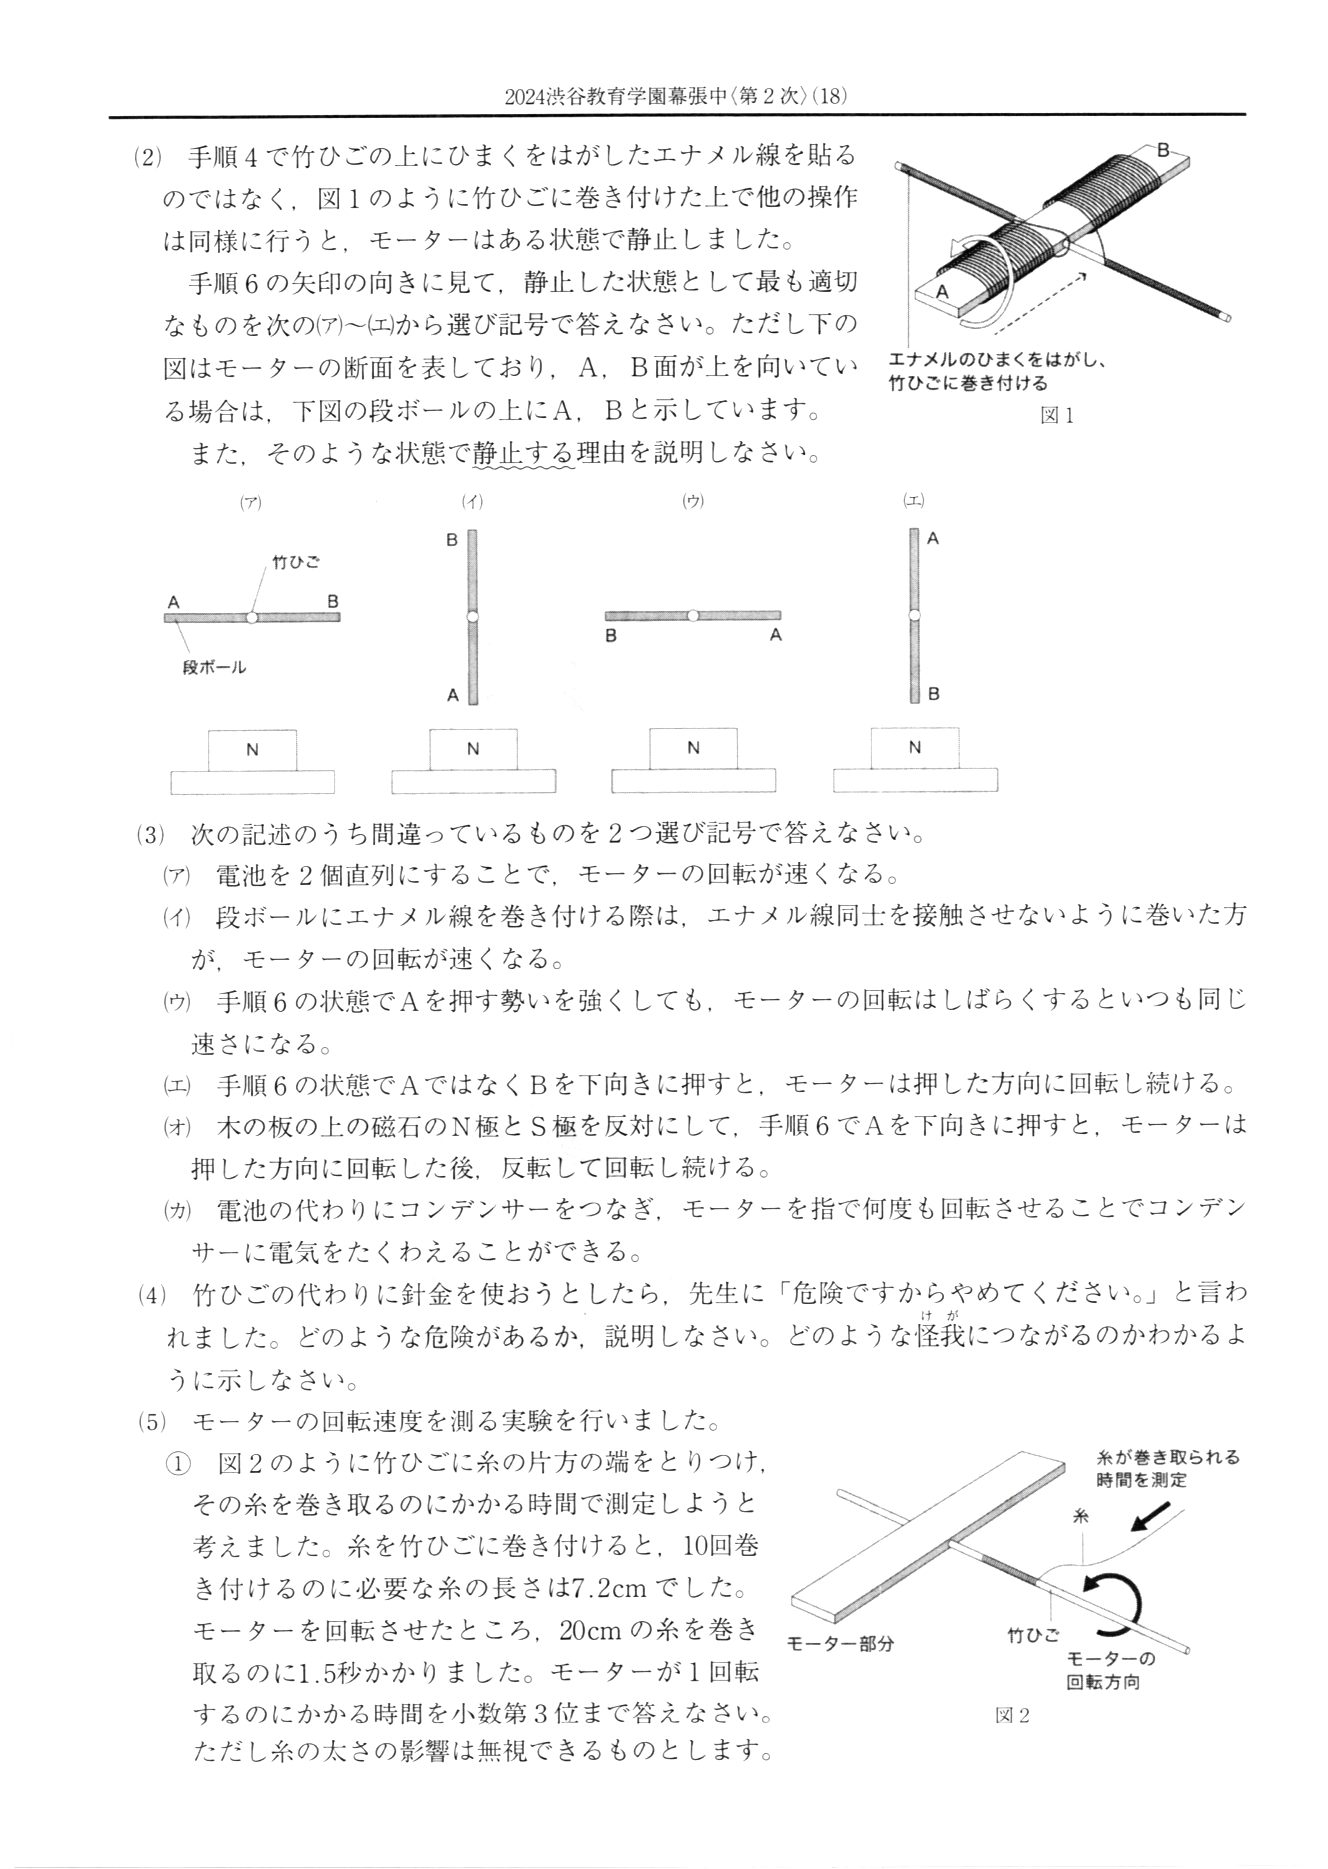 2024渋谷教育学園幕張中〈第2次〉(18)
(2) 手順4で竹ひごの上にひまくをはがしたエナメル線を貼る
のではなく，図1のように竹ひごに巻き付けた上で他の操作
は同様に行うと，モーターはある状態で静止しました。
手順6の矢印の向きに見て，静止した状態として最も適切
なものを次の(ア)～(エ)から選び記号で答えなさい。ただし下の
図はモーターの断面を表しており，A，B面が上を向いてい
る場合は，下図の段ボールの上にA，Bと示しています。
また，そのような状態で静止する理由を説明しなさい。
B
A
エナメルのひまくをはがし、
竹ひごに巻き付ける
図1
(ア) (イ) (ウ) (エ)
竹ひご
A B
段ボール
B
A
B A
A
B
N N N N
(3) 次の記述のうち間違っているものを2つ選び記号で答えなさい。
(ア) 電池を2個直列にすることで，モーターの回転が速くなる。
(イ) 段ボールにエナメル線を巻き付ける際は，エナメル線同士を接触させないように巻いた方
が，モーターの回転が速くなる。
(ウ) 手順6の状態でAを押す勢いを強くしても，モーターの回転はしばらくするといつも同じ
速さになる。
(エ) 手順6の状態でAではなくBを下向きに押すと，モーターは押した方向に回転し続ける。
(オ) 木の板の上の磁石のN極とS極を反対にして，手順6でAを下向きに押すと，モーターは
押した方向に回転した後，反転して回転し続ける。
(カ) 電池の代わりにコンデンサーをつなぎ，モーターを指で何度も回転させることでコンデン
サーに電気をたくわえることができる。
(4) 竹ひごの代わりに針金を使おうとしたら，先生に「危険ですからやめてください。」と言わ
れました。どのような危険があるか，説明しなさい。どのような怪我につながるのかわかるよ
けが
うに示しなさい。
(5) モーターの回転速度を測る実験を行いました。
① 図2のように竹ひごに糸の片方の端をとりつけ，
その糸を巻き取るのにかかる時間で測定しようと
考えました。糸を竹ひごに巻き付けると，10回巻
き付けるのに必要な糸の長さは7.2cmでした。
モーターを回転させたところ，20cmの糸を巻き
取るのに1.5秒かかりました。モーターが1回転
するのにかかる時間を小数第3位まで答えなさい。
ただし糸の太さの影響は無視できるものとします。
糸が巻き取られる
時間を測定
糸
竹ひご
モーター部分
モーターの
回転方向
図2